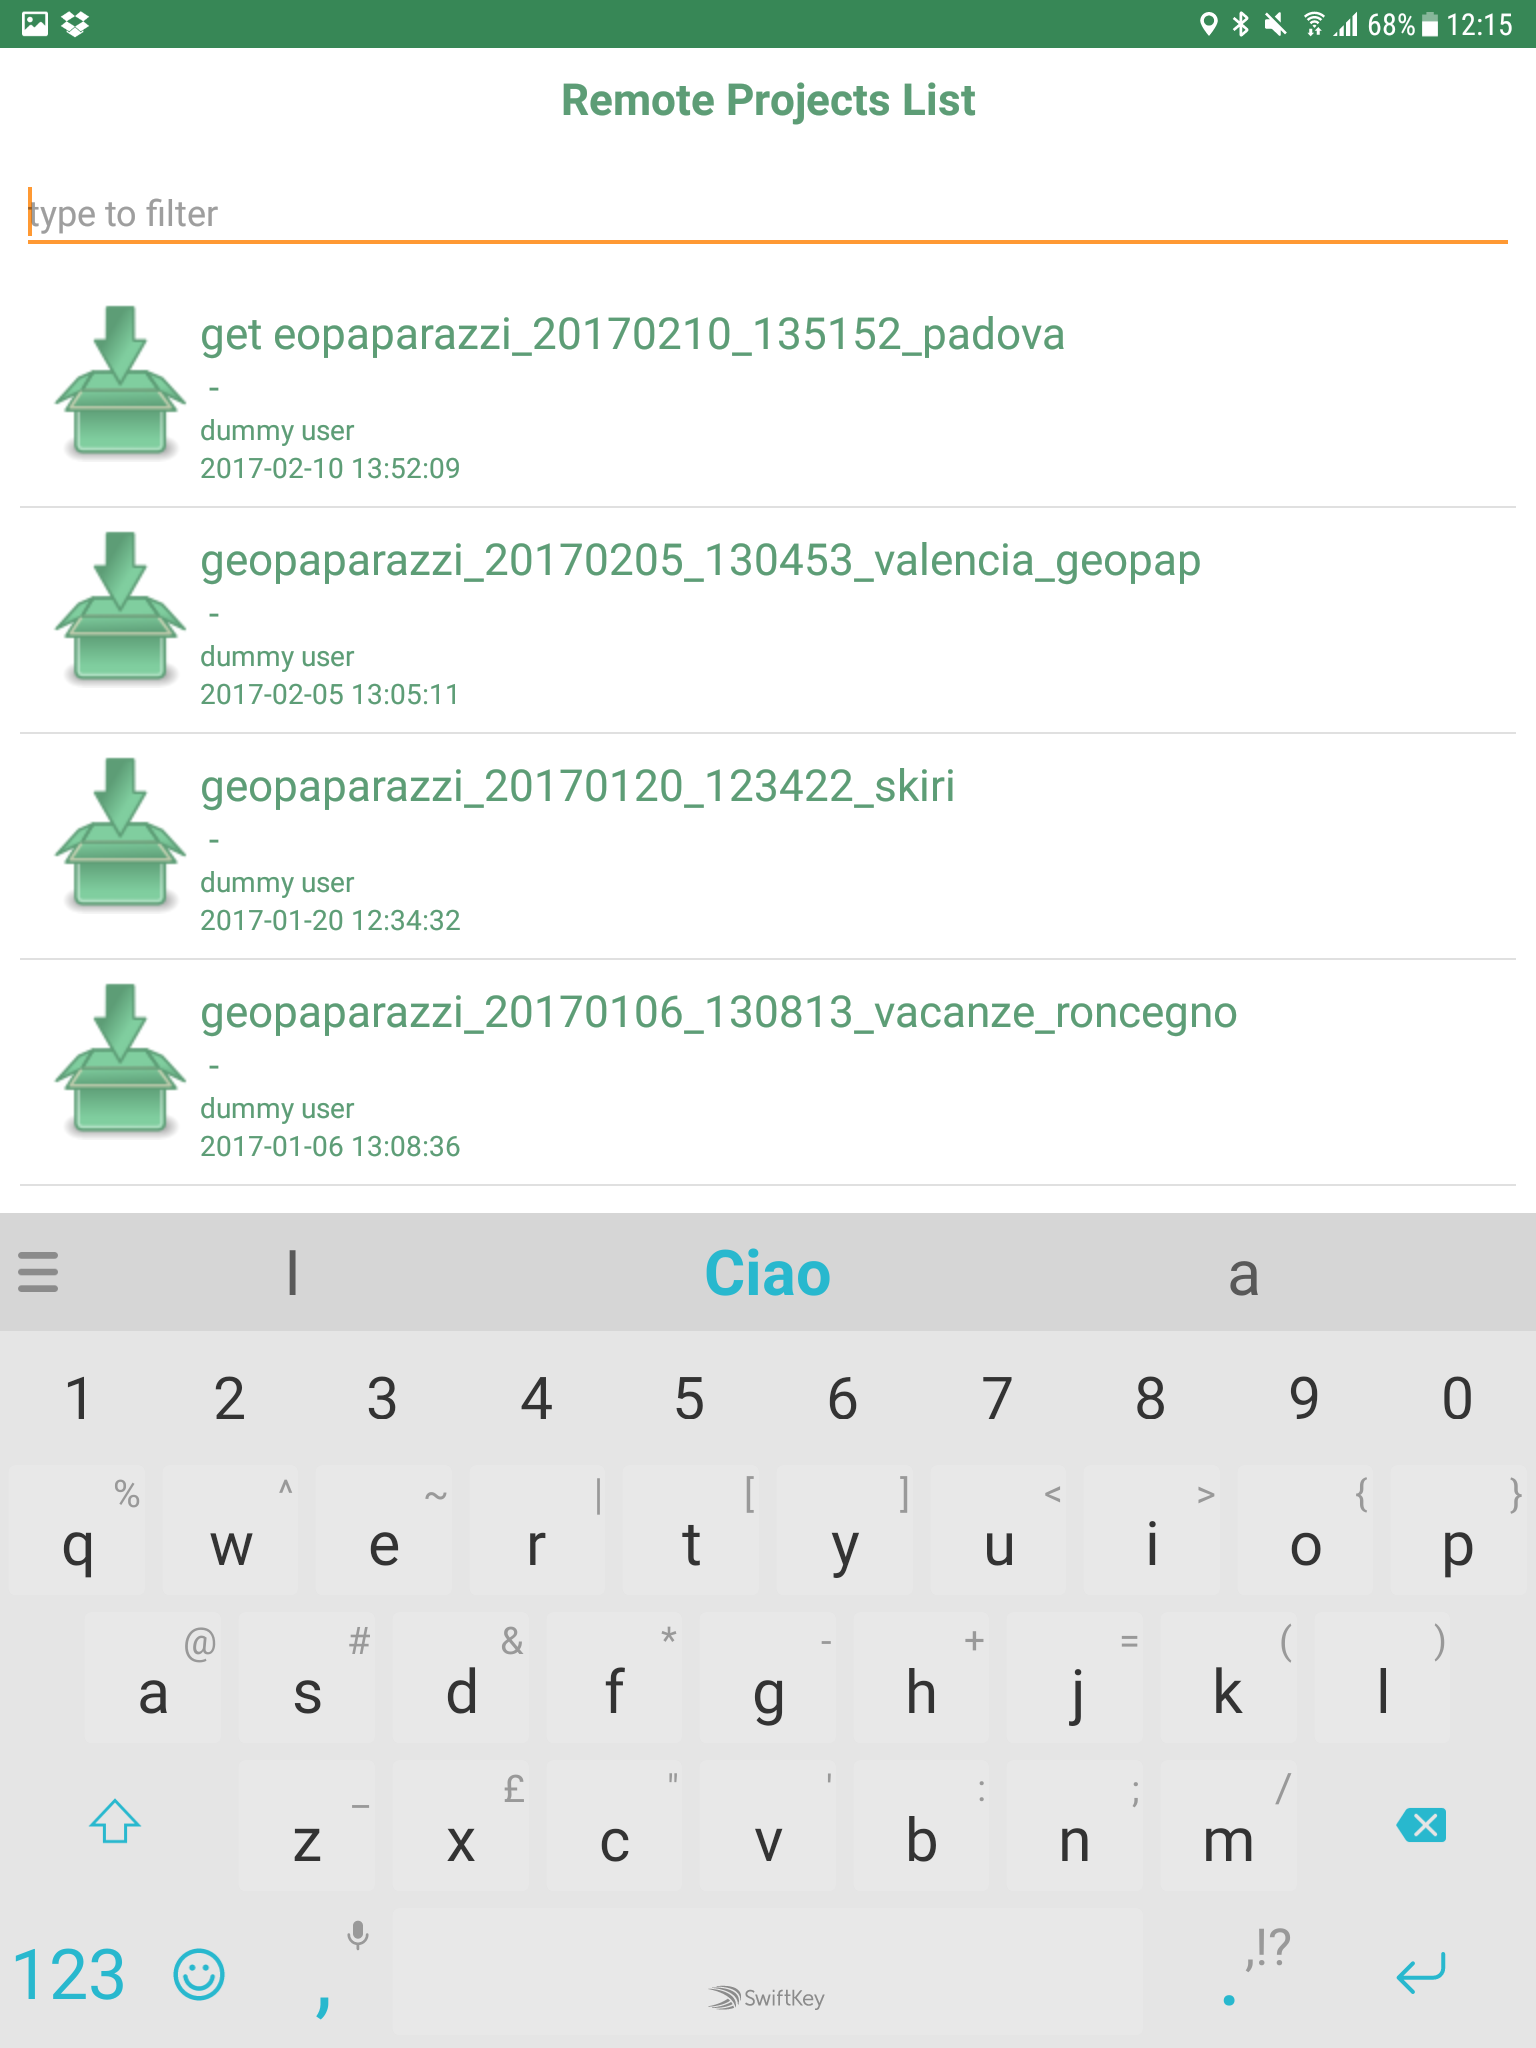 68% 12:15
Remote Projects List
type to filter
get eopaparazzi_20170210_135152_padova
-
dummy user
2017-02-10 13:52:09
geopaparazzi_20170205_130453_valencia_geopap
-
dummy user
2017-02-05 13:05:11
geopaparazzi_20170120_123422_skiri
-
dummy user
2017-01-20 12:34:32
geopaparazzi_20170106_130813_vacanze_roncegno
-
dummy user
2017-01-06 13:08:36
I Ciao a
1 2 3 4 5 6 7 8 9 0
% ^ ~ | [ ] < > { }
q w e r t y u i o p
@ # & * - + = ( )
a s d f g h j k l
_ £ " ' : ; /
z x c v b n m
,!?
123 , .
SwiftKey